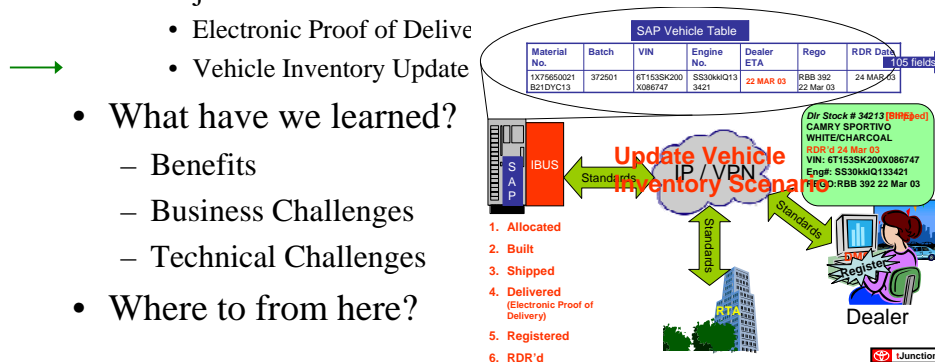 • Electronic Proof of Delive
• Vehicle Inventory Update
• What have we learned?
– Benefits
– Business Challenges
– Technical Challenges
• Where to from here?
SAP Vehicle Table
Material No. Batch VIN Engine No. Dealer ETA Rego RDR Date
105 fields
1X75650021 B21DYC13 372501 6T153SK200 X086747 SS30kklQ13 3421 22 MAR 03 RBB 392 22 Mar 03 24 MAR 03
SAP
IBUS
Standards
IP / VPN
Update Vehicle
Inventory Scenario
Dlr Stock # 34213
CAMRY SPORTIVO
WHITE/CHARCOAL
RDR'd 24 Mar 03
VIN: 6T153SK200X086747
Eng#: SS30kklQ133421
REGO:RBB 392 22 Mar 03
Standards
Standards
1. Allocated
2. Built
3. Shipped
4. Delivered
(Electronic Proof of
Delivery)
5. Registered
6. RDR'd
RTA
Register
Dealer
tJunction